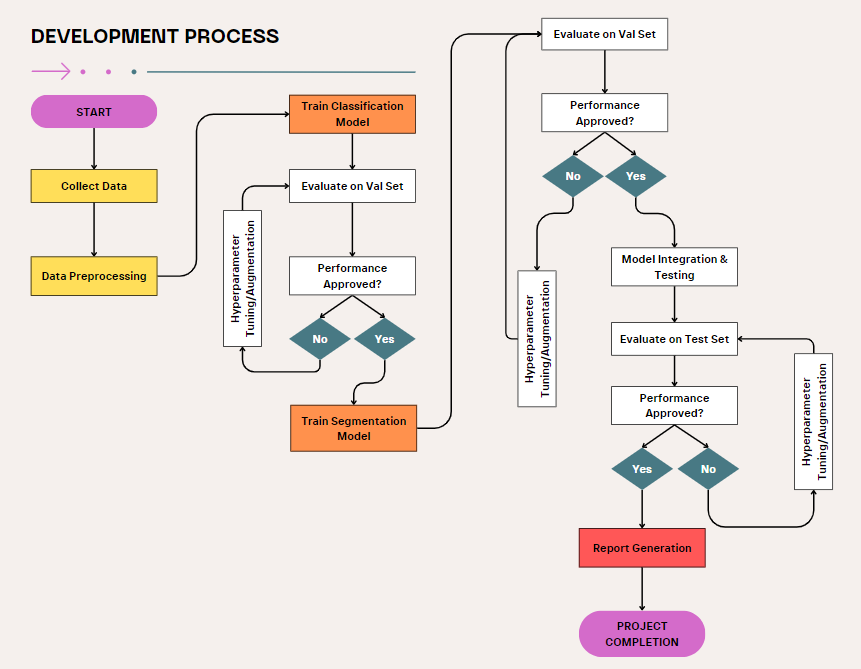 DEVELOPMENT PROCESS
START
Collect Data
Data Preprocessing
Train Classification
Model
Evaluate on Val Set
Hyperparameter
Tuning/Augmentation
Performance
Approved?
No
Yes
Train Segmentation
Model
Evaluate on Val Set
Performance
Approved?
No
Yes
Hyperparameter
Tuning/Augmentation
Model Integration &
Testing
Evaluate on Test Set
Performance
Approved?
Hyperparameter
Tuning/Augmentation
Yes
No
Report Generation
PROJECT
COMPLETION